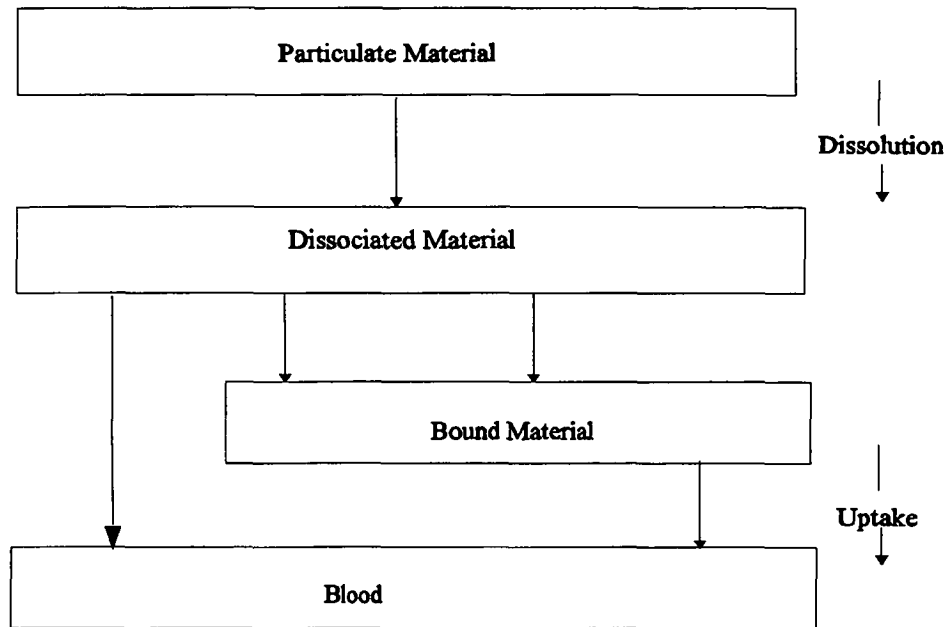 Particulate Material
Dissolution
Dissociated Material
Bound Material
Uptake
Blood